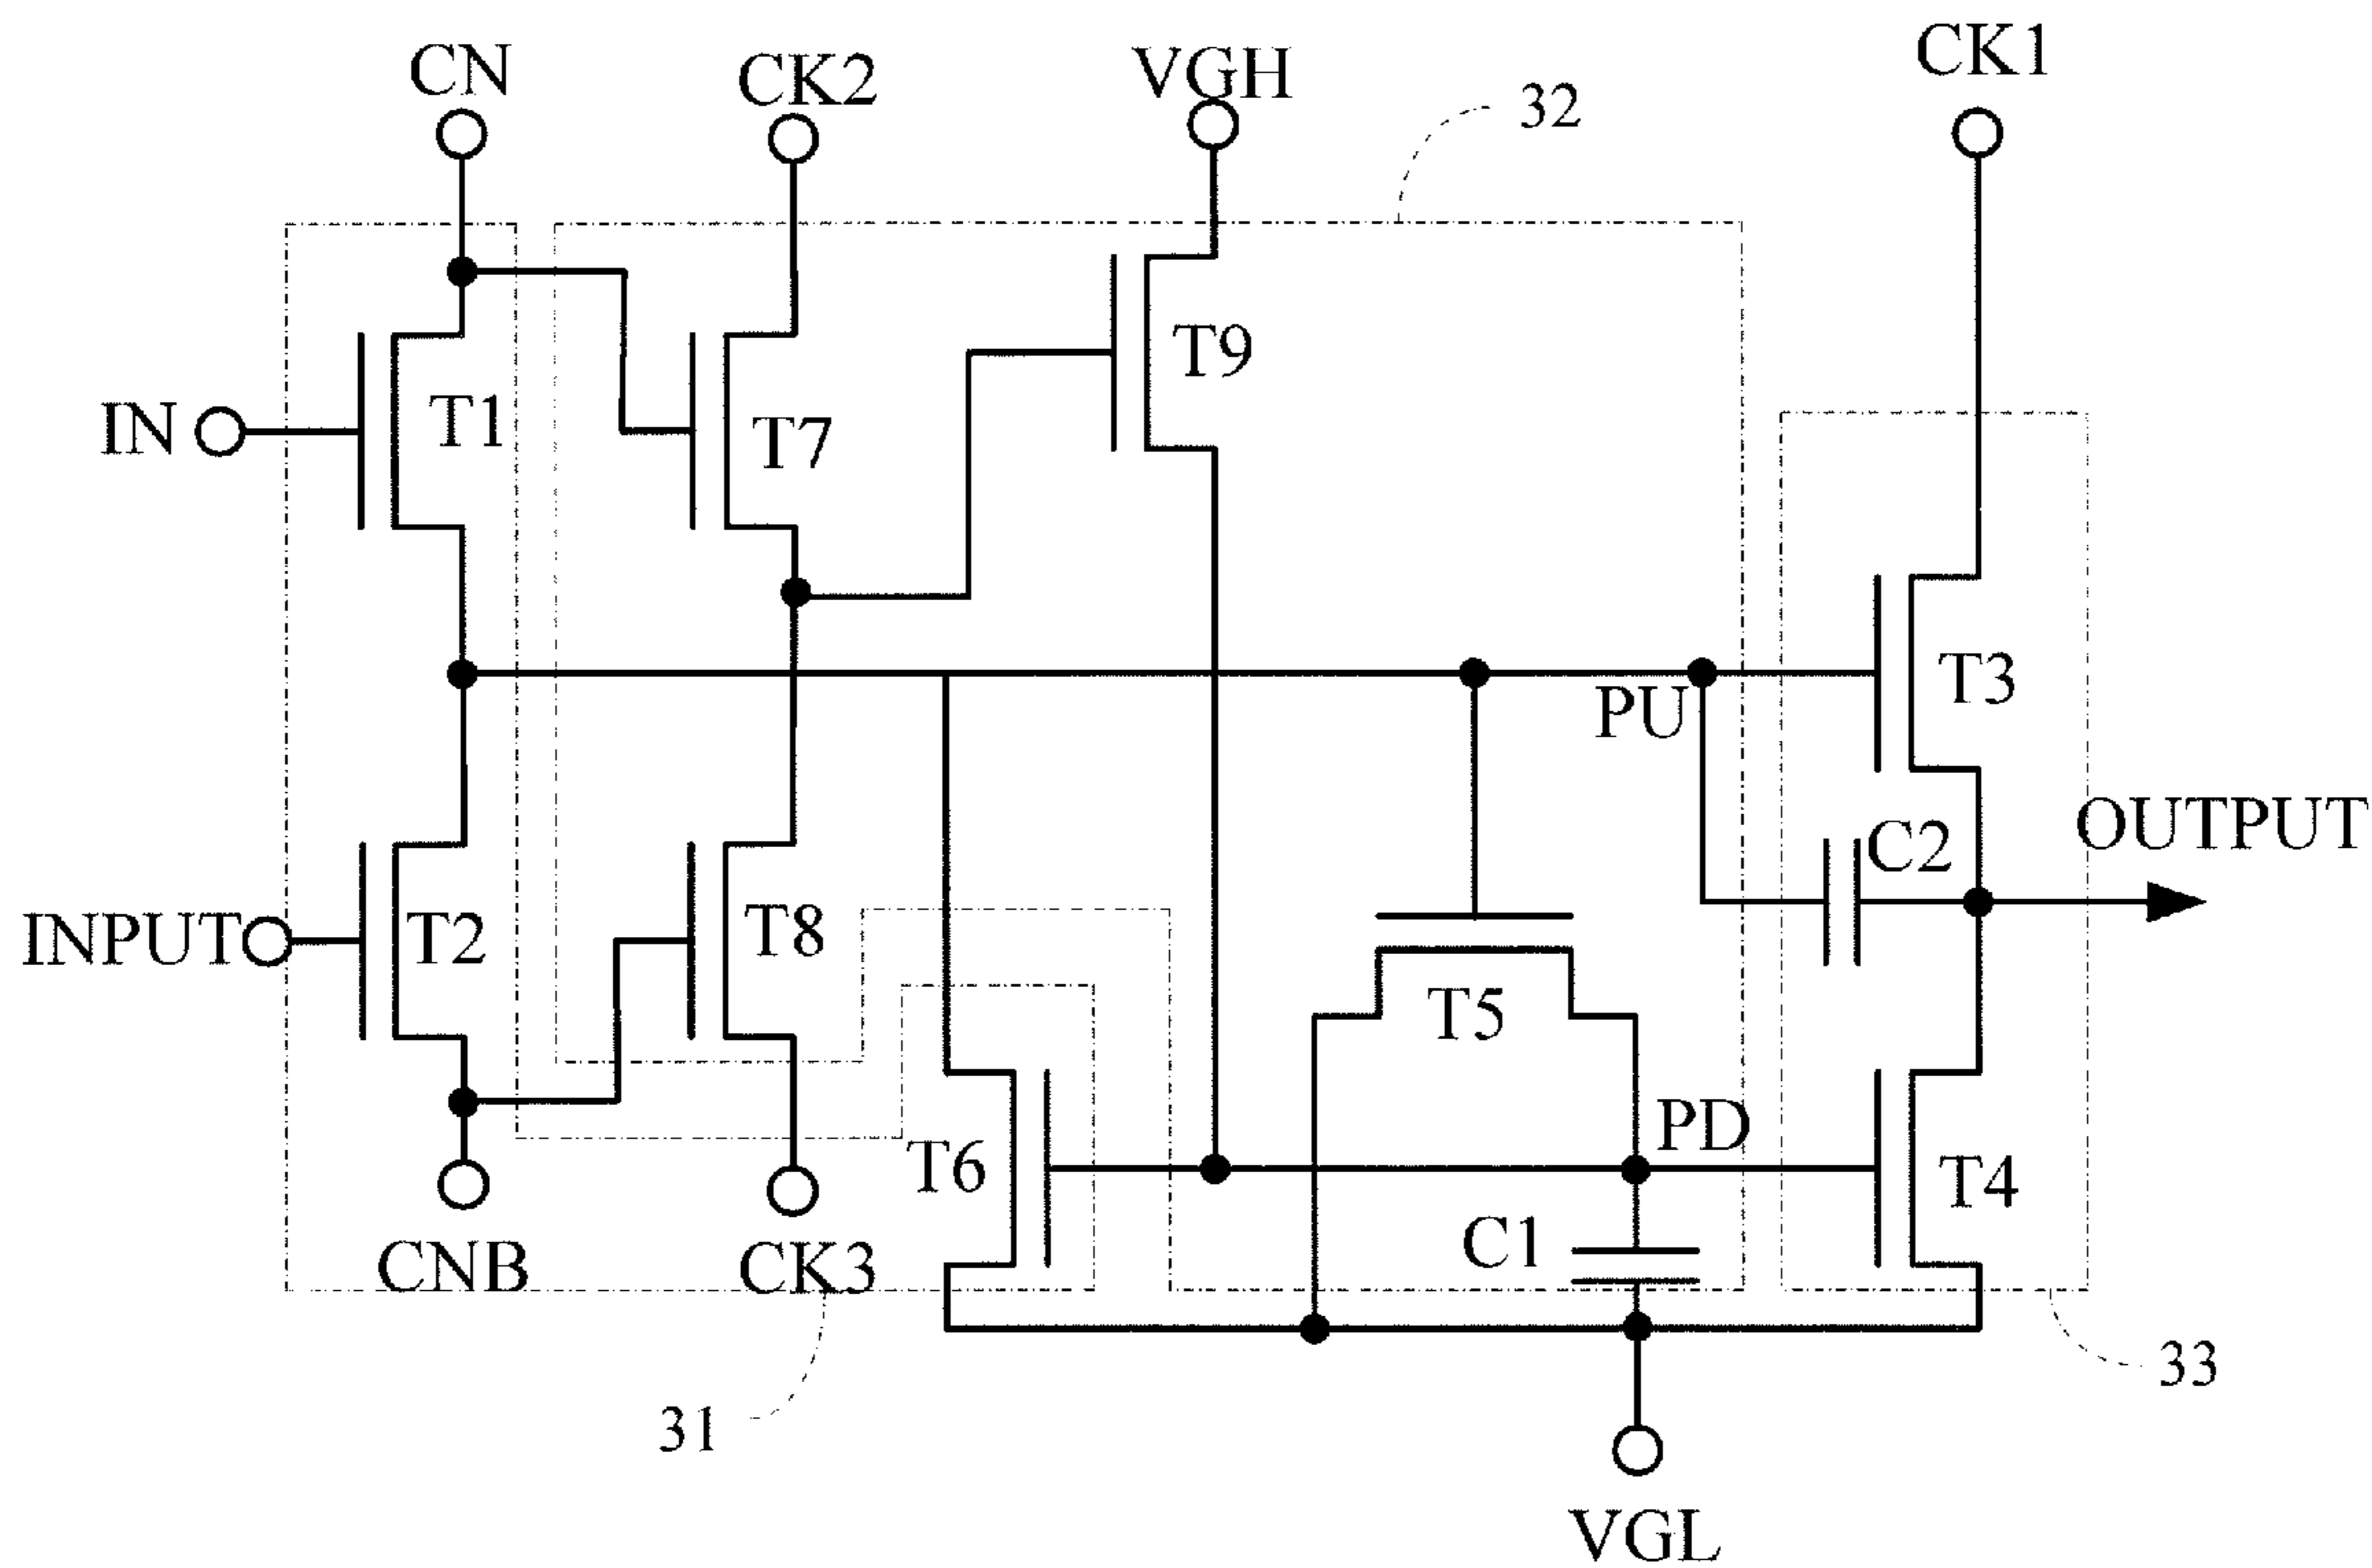 CN
CK2
VGH
CK1
32
T9
T1
T7
IN
T3
PU
OUTPUT
C2
INPUT
T2
T8
T5
PD
T6
T4
C1
CNB
CK3
33
31
VGL